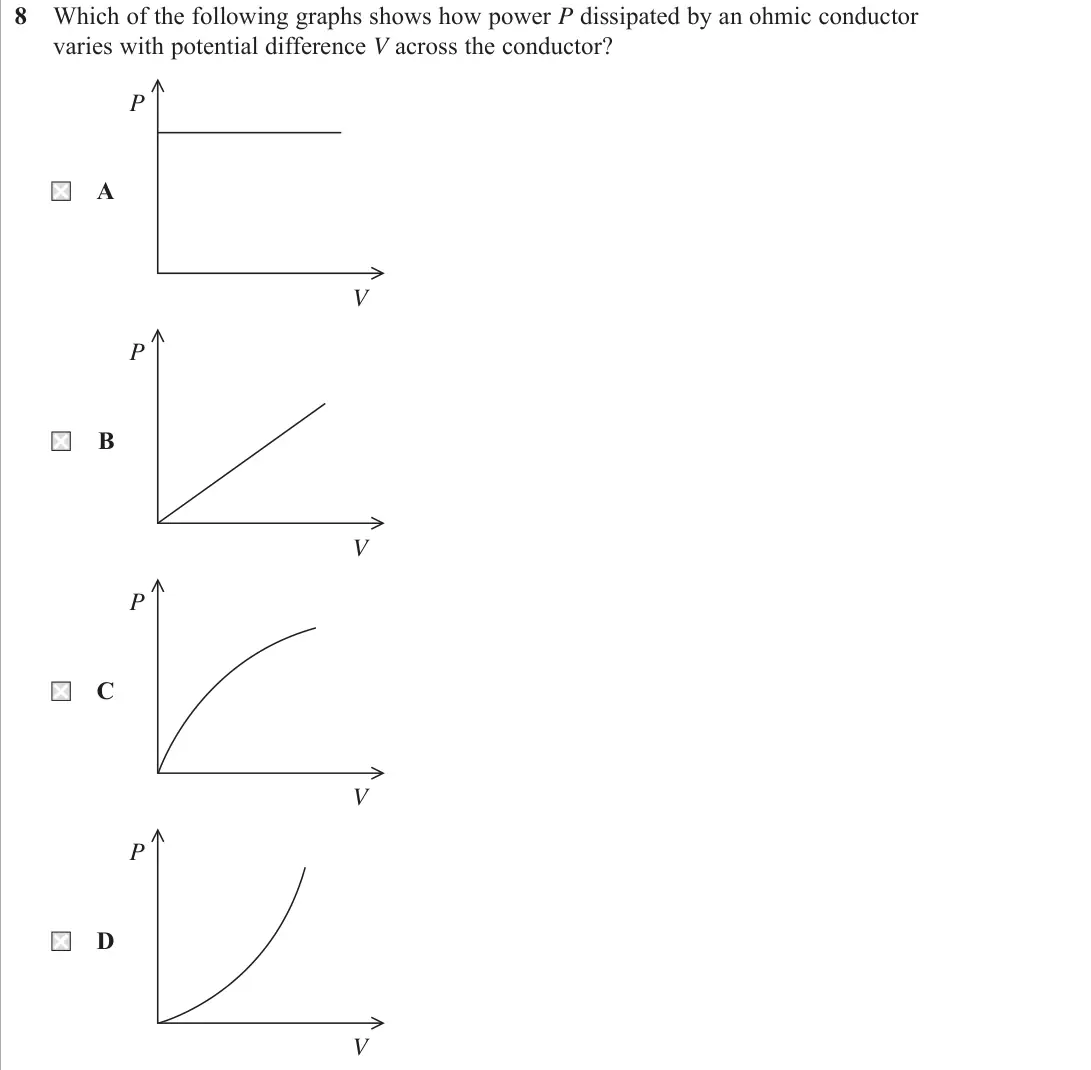 8 Which of the following graphs shows how power P dissipated by an ohmic conductor
varies with potential difference V across the conductor?
P
A
V
P
B
V
P
C
V
P
D
V